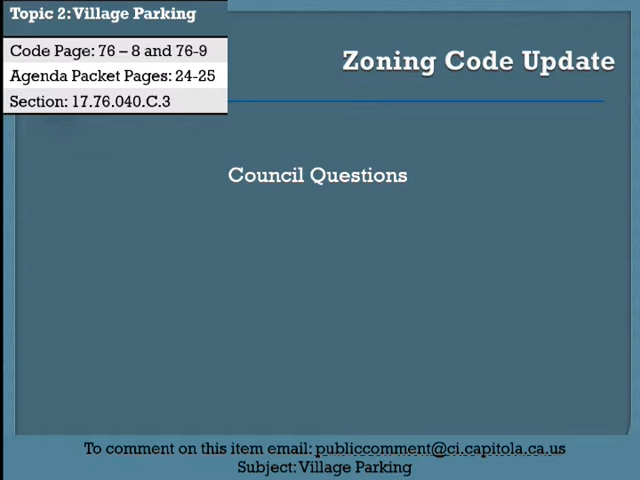 Topic 2: Village Parking
Code Page: 76 – 8 and 76-9
Agenda Packet Pages: 24-25
Section: 17.76.040.C.3
Zoning Code Update
Council Questions
To comment on this item email: publiccomment@ci.capitola.ca.us
Subject: Village Parking